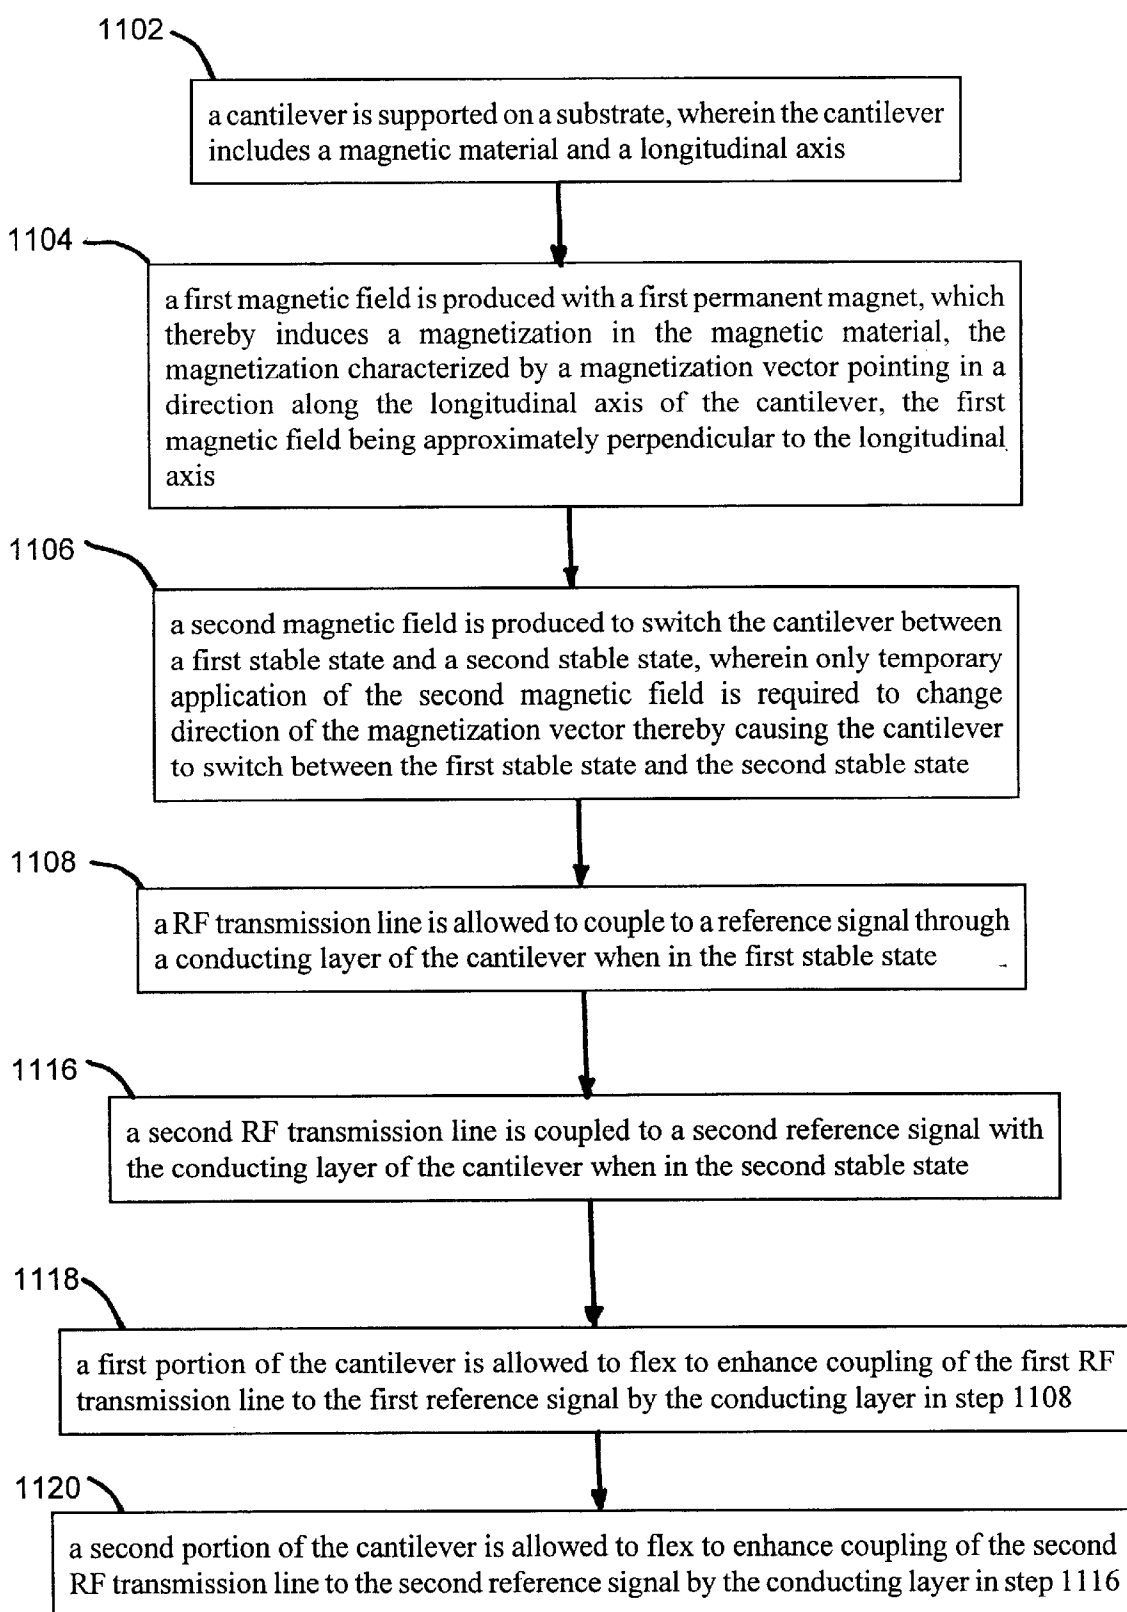 1102
a cantilever is supported on a substrate, wherein the cantilever
includes a magnetic material and a longitudinal axis
1104
a first magnetic field is produced with a first permanent magnet, which
thereby induces a magnetization in the magnetic material, the
magnetization characterized by a magnetization vector pointing in a
direction along the longitudinal axis of the cantilever, the first
magnetic field being approximately perpendicular to the longitudinal
axis
1106
a second magnetic field is produced to switch the cantilever between
a first stable state and a second stable state, wherein only temporary
application of the second magnetic field is required to change
direction of the magnetization vector thereby causing the cantilever
to switch between the first stable state and the second stable state
1108
a RF transmission line is allowed to couple to a reference signal through
a conducting layer of the cantilever when in the first stable state
1116
a second RF transmission line is coupled to a second reference signal with
the conducting layer of the cantilever when in the second stable state
1118
a first portion of the cantilever is allowed to flex to enhance coupling of the first RF
transmission line to the first reference signal by the conducting layer in step 1108
1120
a second portion of the cantilever is allowed to flex to enhance coupling of the second
RF transmission line to the second reference signal by the conducting layer in step 1116